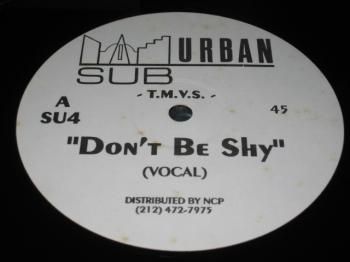 URBAN
SUB
- T.M.V.S. -
A
45
SU4
"DON'T BE SHY"
(VOCAL)
DISTRIBUTED BY NCP
(212) 472-7975